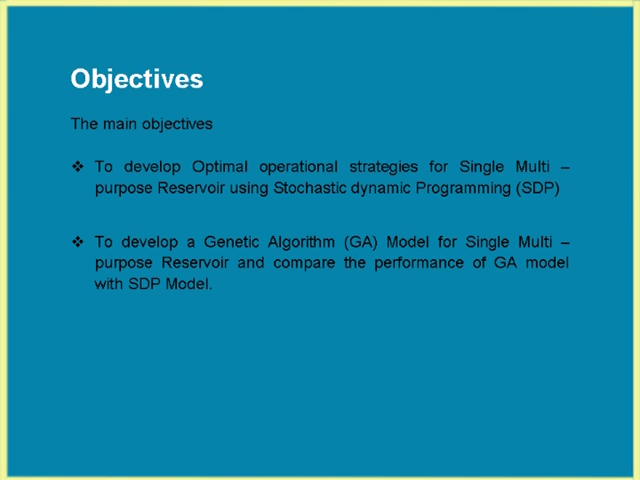 Objectives
The main objectives
❖ To develop Optimal operational strategies for Single Multi –
purpose Reservoir using Stochastic dynamic Programming (SDP)
❖ To develop a Genetic Algorithm (GA) Model for Single Multi –
purpose Reservoir and compare the performance of GA model
with SDP Model.